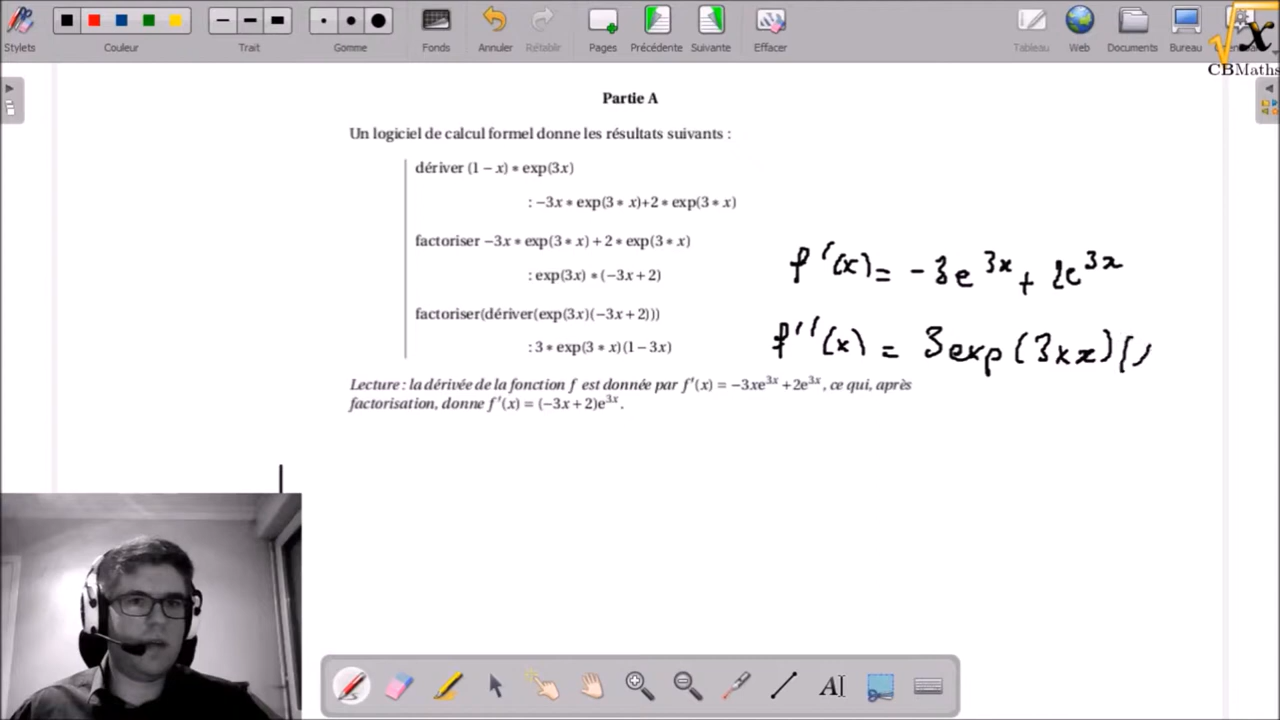 Stylets Couleur Trait Gomme Fonds Annuler Rétablir Pages Précédente Suivante Effacer Tableau Web Documents Bureau
CBMaths
Partie A
Un logiciel de calcul formel donne les résultats suivants :
dériver (1 − x) * exp(3x)
: −3x * exp(3 * x)+2 * exp(3 * x)
factoriser −3x * exp(3 * x) + 2 * exp(3 * x)
: exp(3x) * (−3x + 2)
factoriser(dériver(exp(3x)(−3x + 2)))
: 3 * exp(3 * x)(1 − 3x)
f'(x) = -3e^3x + 2e^3x
f''(x) = 3exp(3×x)(
Lecture : la dérivée de la fonction f est donnée par f′(x) = −3xe^3x + 2e^3x, ce qui, après
factorisation, donne f′(x) = (−3x + 2)e^3x.